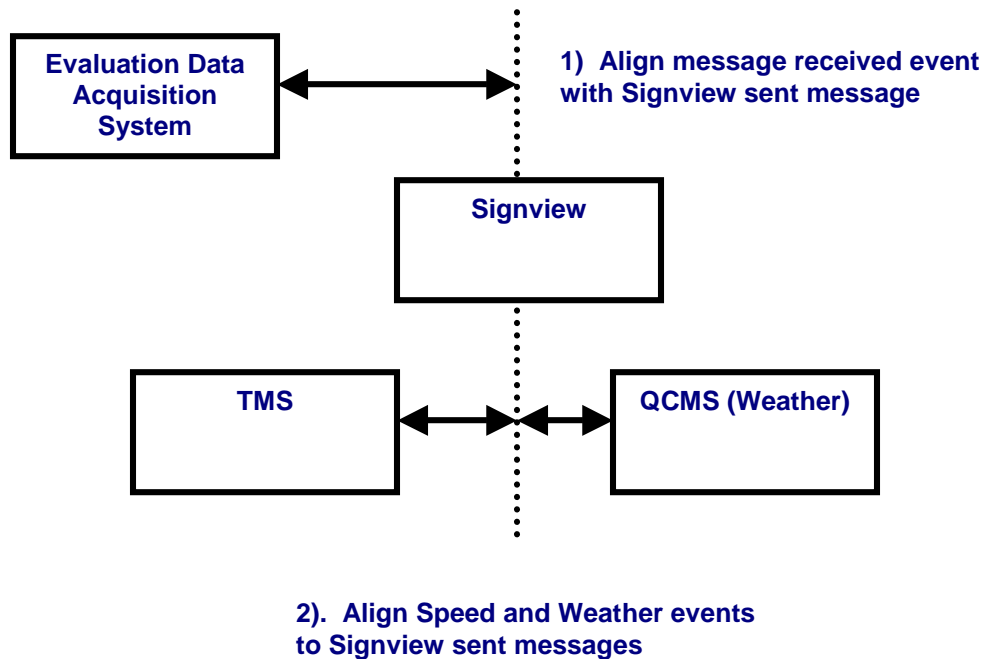 Evaluation Data
Acquisition
System
1) Align message received event
with Signview sent message
Signview
TMS
QCMS (Weather)
2). Align Speed and Weather events
to Signview sent messages